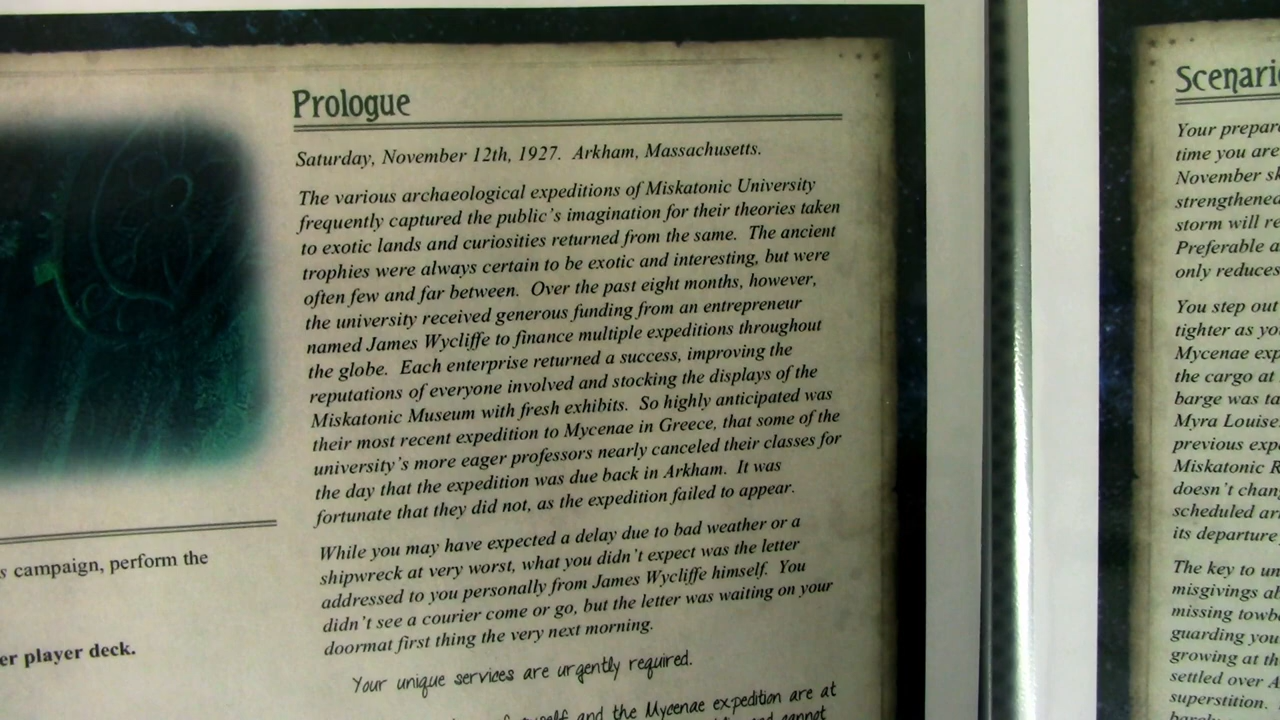 s campaign, perform the
er player deck.
Prologue
Saturday, November 12th, 1927. Arkham, Massachusetts.
The various archaeological expeditions of Miskatonic University
frequently captured the public's imagination for their theories taken
to exotic lands and curiosities returned from the same. The ancient
trophies were always certain to be exotic and interesting, but were
often few and far between. Over the past eight months, however,
the university received generous funding from an entrepreneur
named James Wycliffe to finance multiple expeditions throughout
the globe. Each enterprise returned a success, improving the
reputations of everyone involved and stocking the displays of the
Miskatonic Museum with fresh exhibits. So highly anticipated was
their most recent expedition to Mycenae in Greece, that some of the
university's more eager professors nearly canceled their classes for
the day that the expedition was due back in Arkham. It was
fortunate that they did not, as the expedition failed to appear.
While you may have expected a delay due to bad weather or a
shipwreck at very worst, what you didn't expect was the letter
addressed to you personally from James Wycliffe himself. You
didn't see a courier come or go, but the letter was waiting on your
doormat first thing the very next morning.
Your unique services are urgently required.
and the Mycenae expedition are at
and cannot
Scenari
Your prepar
time you are
November sk
strengthened
storm will re
Preferable a
only reduces
You step out
tighter as yo
Mycenae exp
the cargo at
barge was ta
Myra Louise
previous expe
Miskatonic R
doesn't chan
scheduled ar
its departure
The key to un
misgivings ab
missing towb
guarding you
growing at th
settled over A
superstition.